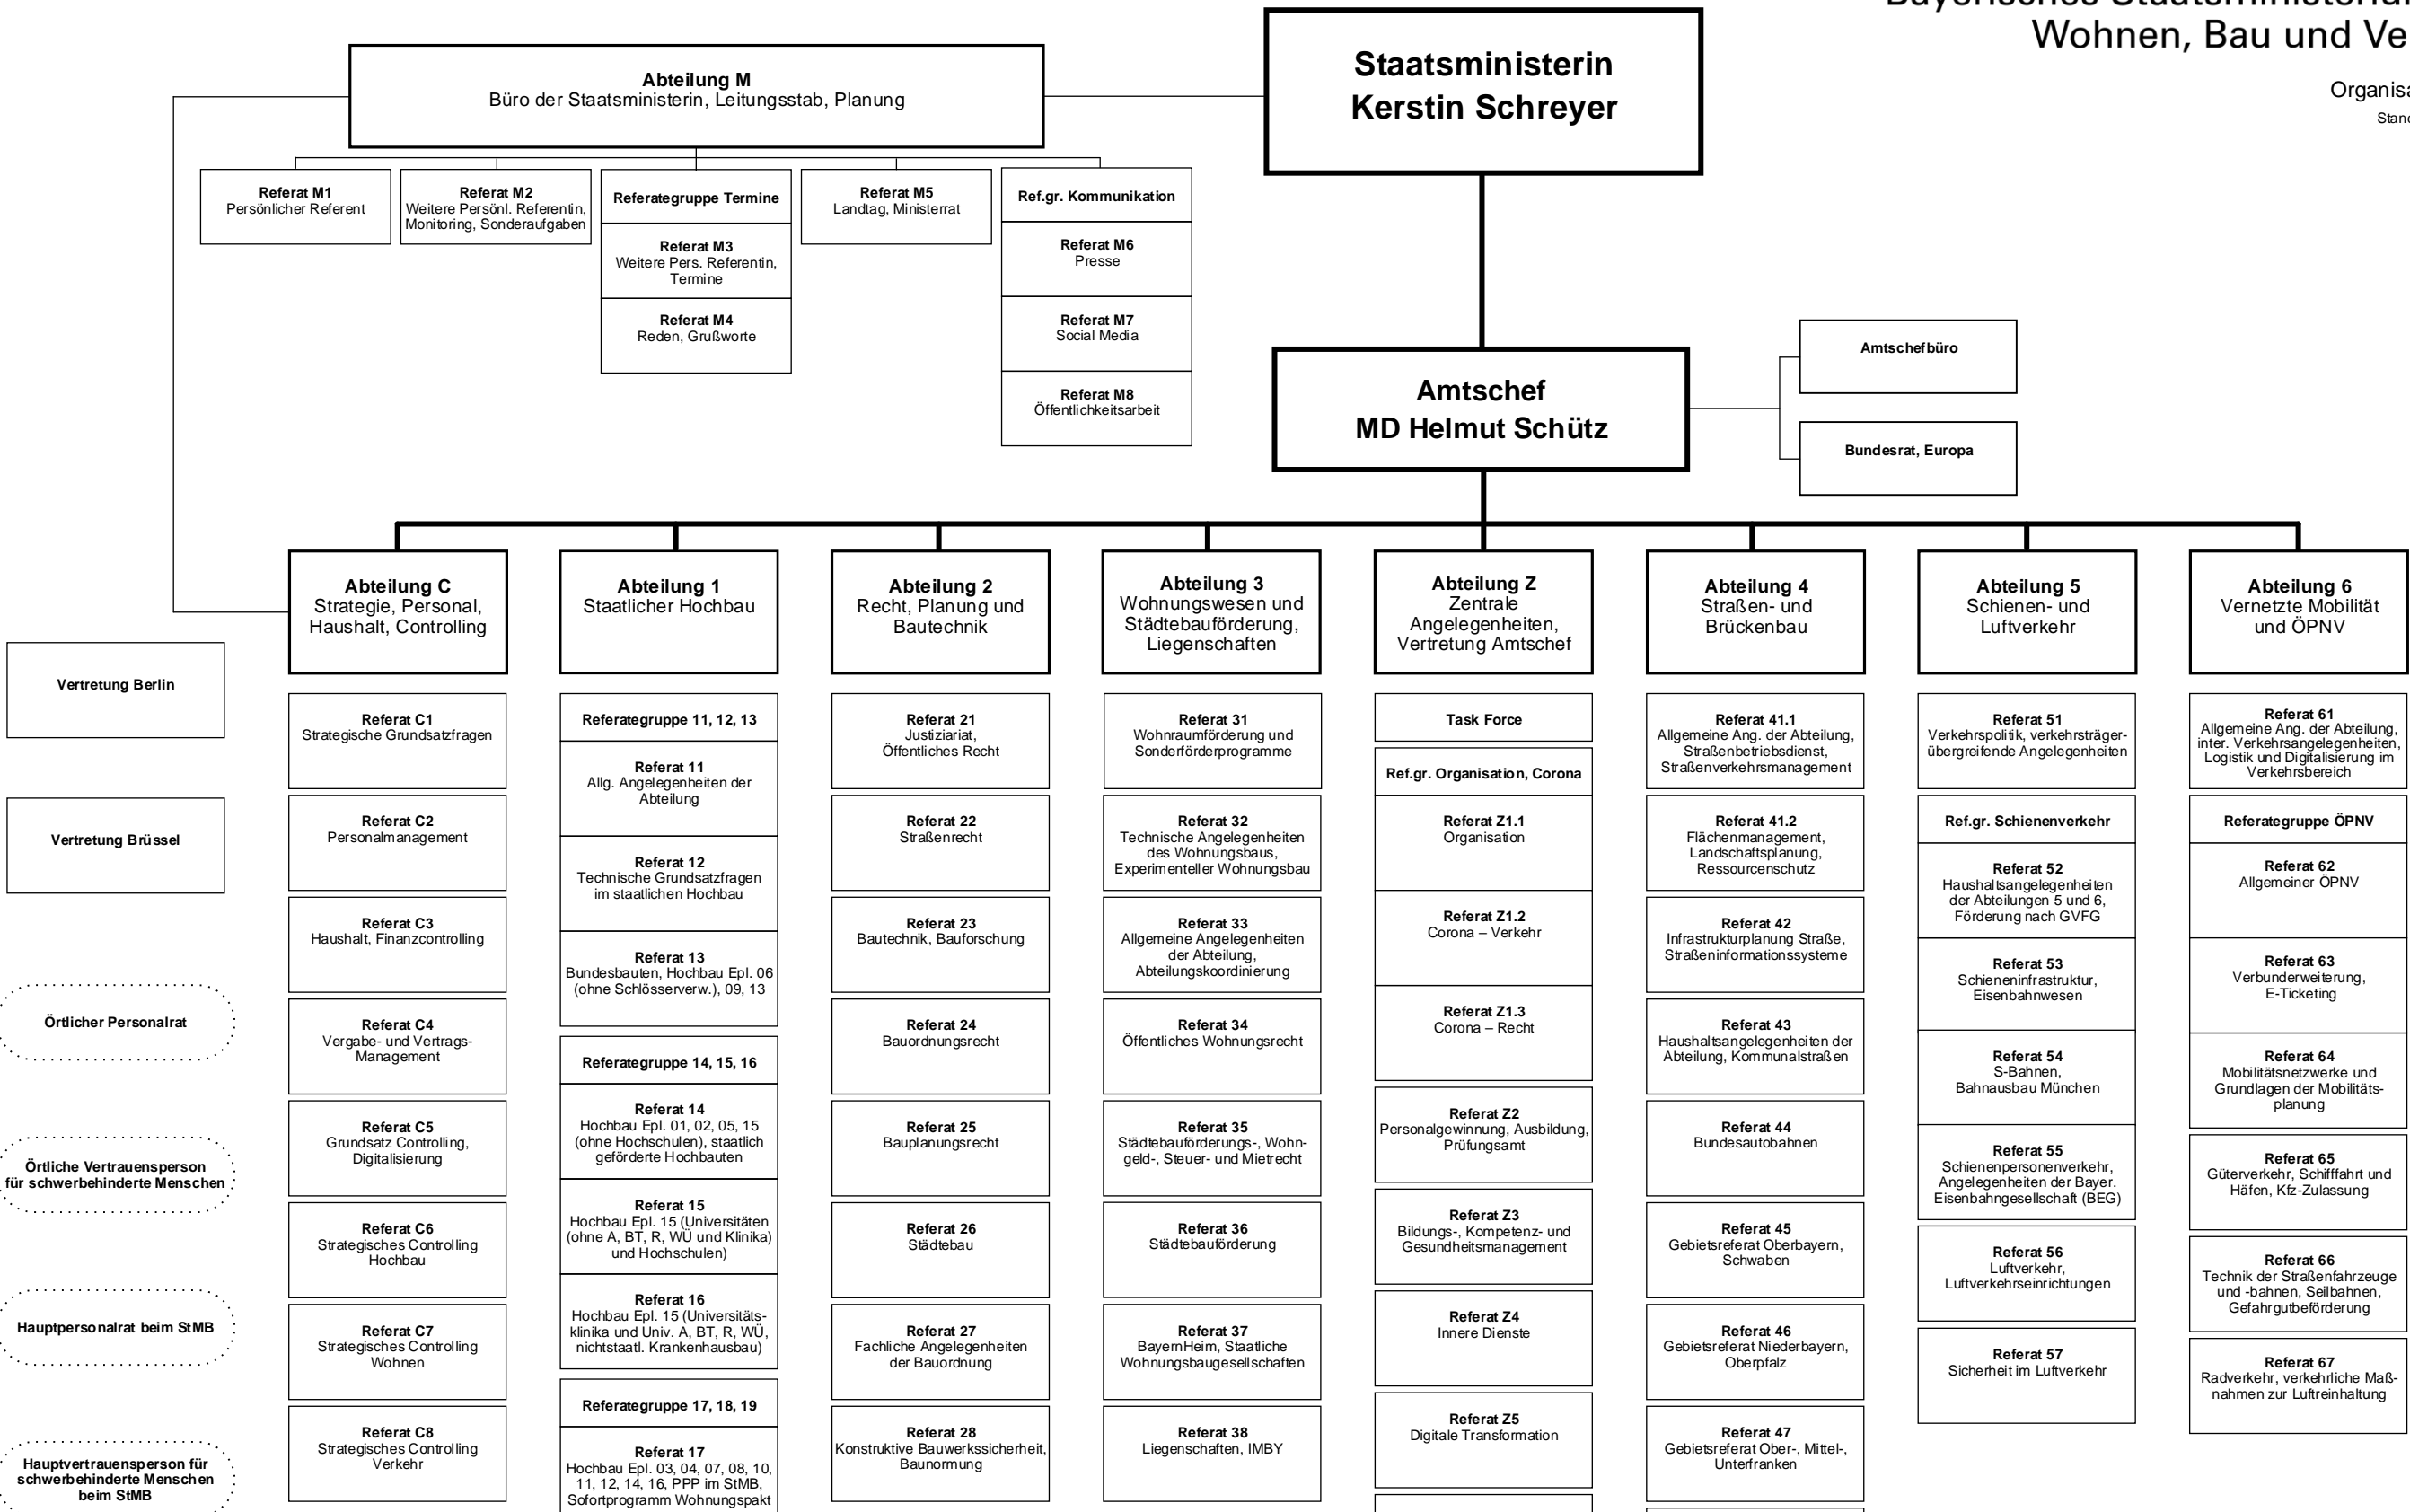 Wohnen, Bau und Ve
Organisa
Stand
Staatsministerin
Kerstin Schreyer
Abteilung M
Büro der Staatsministerin, Leitungsstab, Planung
Referat M1
Persönlicher Referent
Referat M2
Weitere Persönl. Referentin,
Monitoring, Sonderaufgaben
Referategruppe Termine
Referat M3
Weitere Pers. Referentin,
Termine
Referat M4
Reden, Grußworte
Referat M5
Landtag, Ministerrat
Ref.gr. Kommunikation
Referat M6
Presse
Referat M7
Social Media
Referat M8
Öffentlichkeitsarbeit
Amtschef
MD Helmut Schütz
Amtschefbüro
Bundesrat, Europa
Vertretung Berlin
Vertretung Brüssel
Örtlicher Personalrat
Örtliche Vertrauensperson
für schwerbehinderte Menschen
Hauptpersonalrat beim StMB
Hauptvertrauensperson für
schwerbehinderte Menschen
beim StMB
Abteilung C
Strategie, Personal,
Haushalt, Controlling
Referat C1
Strategische Grundsatzfragen
Referat C2
Personalmanagement
Referat C3
Haushalt, Finanzcontrolling
Referat C4
Vergabe- und Vertrags-
Management
Referat C5
Grundsatz Controlling,
Digitalisierung
Referat C6
Strategisches Controlling
Hochbau
Referat C7
Strategisches Controlling
Wohnen
Referat C8
Strategisches Controlling
Verkehr
Abteilung 1
Staatlicher Hochbau
Referategruppe 11, 12, 13
Referat 11
Allg. Angelegenheiten der
Abteilung
Referat 12
Technische Grundsatzfragen
im staatlichen Hochbau
Referat 13
Bundesbauten, Hochbau Epl. 06
(ohne Schlösserverw.), 09, 13
Referategruppe 14, 15, 16
Referat 14
Hochbau Epl. 01, 02, 05, 15
(ohne Hochschulen), staatlich
geförderte Hochbauten
Referat 15
Hochbau Epl. 15 (Universitäten
(ohne A, BT, R, WÜ und Klinika)
und Hochschulen)
Referat 16
Hochbau Epl. 15 (Universitäts-
klinika und Univ. A, BT, R, WÜ,
nichtstaatl. Krankenhausbau)
Referategruppe 17, 18, 19
Referat 17
Hochbau Epl. 03, 04, 07, 08, 10,
11, 12, 14, 16, PPP im StMB,
Sofortprogramm Wohnungspakt
Abteilung 2
Recht, Planung und
Bautechnik
Referat 21
Justiziariat,
Öffentliches Recht
Referat 22
Straßenrecht
Referat 23
Bautechnik, Bauforschung
Referat 24
Bauordnungsrecht
Referat 25
Bauplanungsrecht
Referat 26
Städtebau
Referat 27
Fachliche Angelegenheiten
der Bauordnung
Referat 28
Konstruktive Bauwerkssicherheit,
Baunormung
Abteilung 3
Wohnungswesen und
Städtebauförderung,
Liegenschaften
Referat 31
Wohnraumförderung und
Sonderförderprogramme
Referat 32
Technische Angelegenheiten
des Wohnungsbaus,
Experimenteller Wohnungsbau
Referat 33
Allgemeine Angelegenheiten
der Abteilung,
Abteilungskoordinierung
Referat 34
Öffentliches Wohnungsrecht
Referat 35
Städtebauförderungs-, Wohn-
geld-, Steuer- und Mietrecht
Referat 36
Städtebauförderung
Referat 37
BayernHeim, Staatliche
Wohnungsbaugesellschaften
Referat 38
Liegenschaften, IMBY
Abteilung Z
Zentrale
Angelegenheiten,
Vertretung Amtschef
Task Force
Ref.gr. Organisation, Corona
Referat Z1.1
Organisation
Referat Z1.2
Corona – Verkehr
Referat Z1.3
Corona – Recht
Referat Z2
Personalgewinnung, Ausbildung,
Prüfungsamt
Referat Z3
Bildungs-, Kompetenz- und
Gesundheitsmanagement
Referat Z4
Innere Dienste
Referat Z5
Digitale Transformation
Abteilung 4
Straßen- und
Brückenbau
Referat 41.1
Allgemeine Ang. der Abteilung,
Straßenbetriebsdienst,
Straßenverkehrsmanagement
Referat 41.2
Flächenmanagement,
Landschaftsplanung,
Ressourcenschutz
Referat 42
Infrastrukturplanung Straße,
Straßeninformationssysteme
Referat 43
Haushaltsangelegenheiten der
Abteilung, Kommunalstraßen
Referat 44
Bundesautobahnen
Referat 45
Gebietsreferat Oberbayern,
Schwaben
Referat 46
Gebietsreferat Niederbayern,
Oberpfalz
Referat 47
Gebietsreferat Ober-, Mittel-,
Unterfranken
Abteilung 5
Schienen- und
Luftverkehr
Referat 51
Verkehrspolitik, verkehrsträger-
übergreifende Angelegenheiten
Ref.gr. Schienenverkehr
Referat 52
Haushaltsangelegenheiten
der Abteilungen 5 und 6,
Förderung nach GVFG
Referat 53
Schieneninfrastruktur,
Eisenbahnwesen
Referat 54
S-Bahnen,
Bahnausbau München
Referat 55
Schienenpersonenverkehr,
Angelegenheiten der Bayer.
Eisenbahngesellschaft (BEG)
Referat 56
Luftverkehr,
Luftverkehrseinrichtungen
Referat 57
Sicherheit im Luftverkehr
Abteilung 6
Vernetzte Mobilität
und ÖPNV
Referat 61
Allgemeine Ang. der Abteilung,
inter. Verkehrsangelegenheiten,
Logistik und Digitalisierung im
Verkehrsbereich
Referategruppe ÖPNV
Referat 62
Allgemeiner ÖPNV
Referat 63
Verbunderweiterung,
E-Ticketing
Referat 64
Mobilitätsnetzwerke und
Grundlagen der Mobilitäts-
planung
Referat 65
Güterverkehr, Schifffahrt und
Häfen, Kfz-Zulassung
Referat 66
Technik der Straßenfahrzeuge
und -bahnen, Seilbahnen,
Gefahrgutbeförderung
Referat 67
Radverkehr, verkehrliche Maß-
nahmen zur Luftreinhaltung